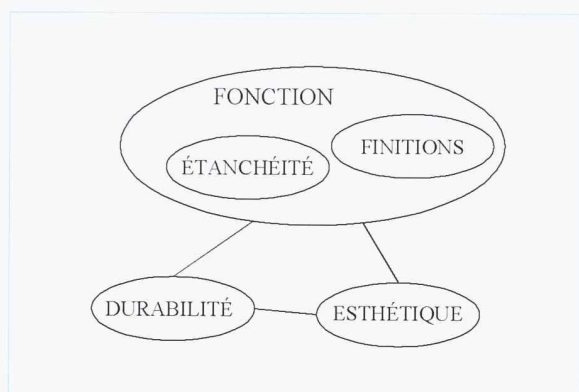 FONCTION
FINITIONS
ÉTANCHÉITÉ
DURABILITÉ
ESTHÉTIQUE